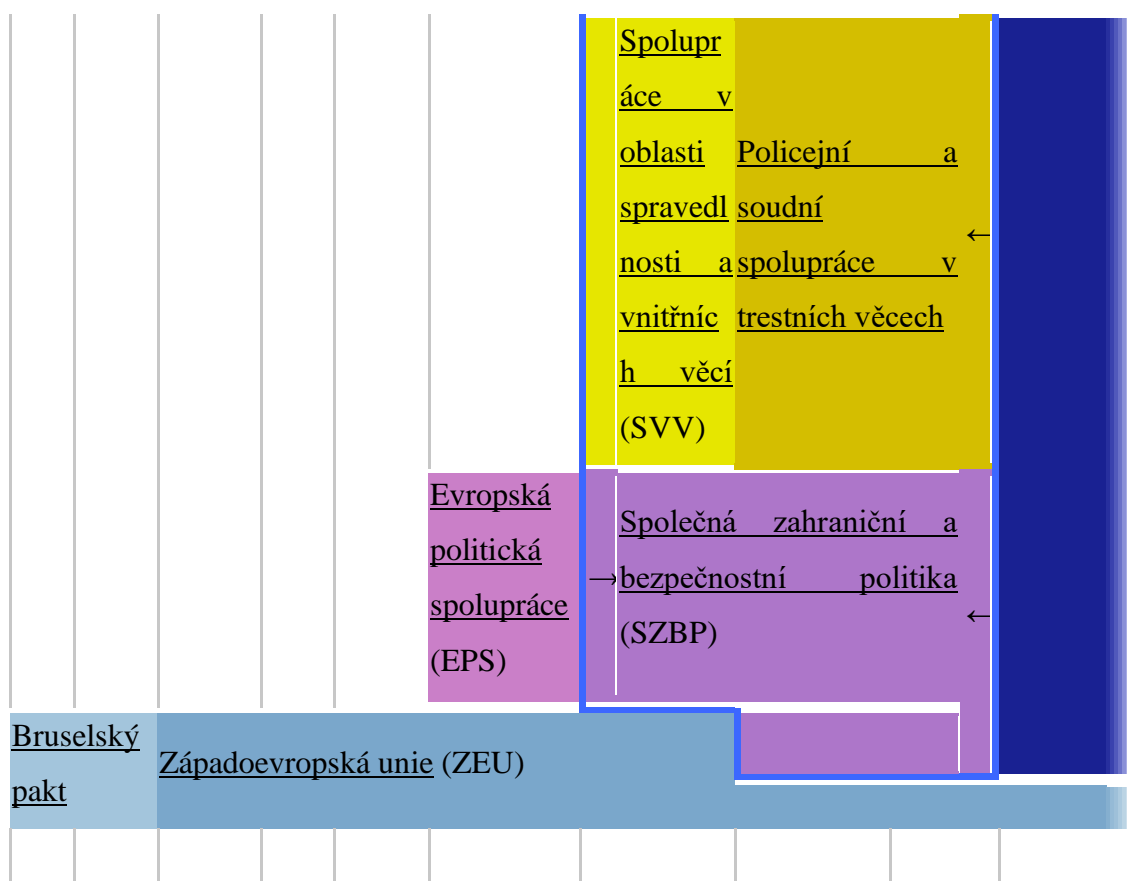 Spolupr
áce v
oblasti
spravedl
nosti a
vnitřníc
h věcí
(SVV)
Policejní a
soudní
spolupráce v
trestních věcech
←
Evropská
politická
spolupráce
(EPS)
→
Společná zahraniční a
bezpečnostní politika
(SZBP)
←
Bruselský
pakt
Západoevropská unie (ZEU)